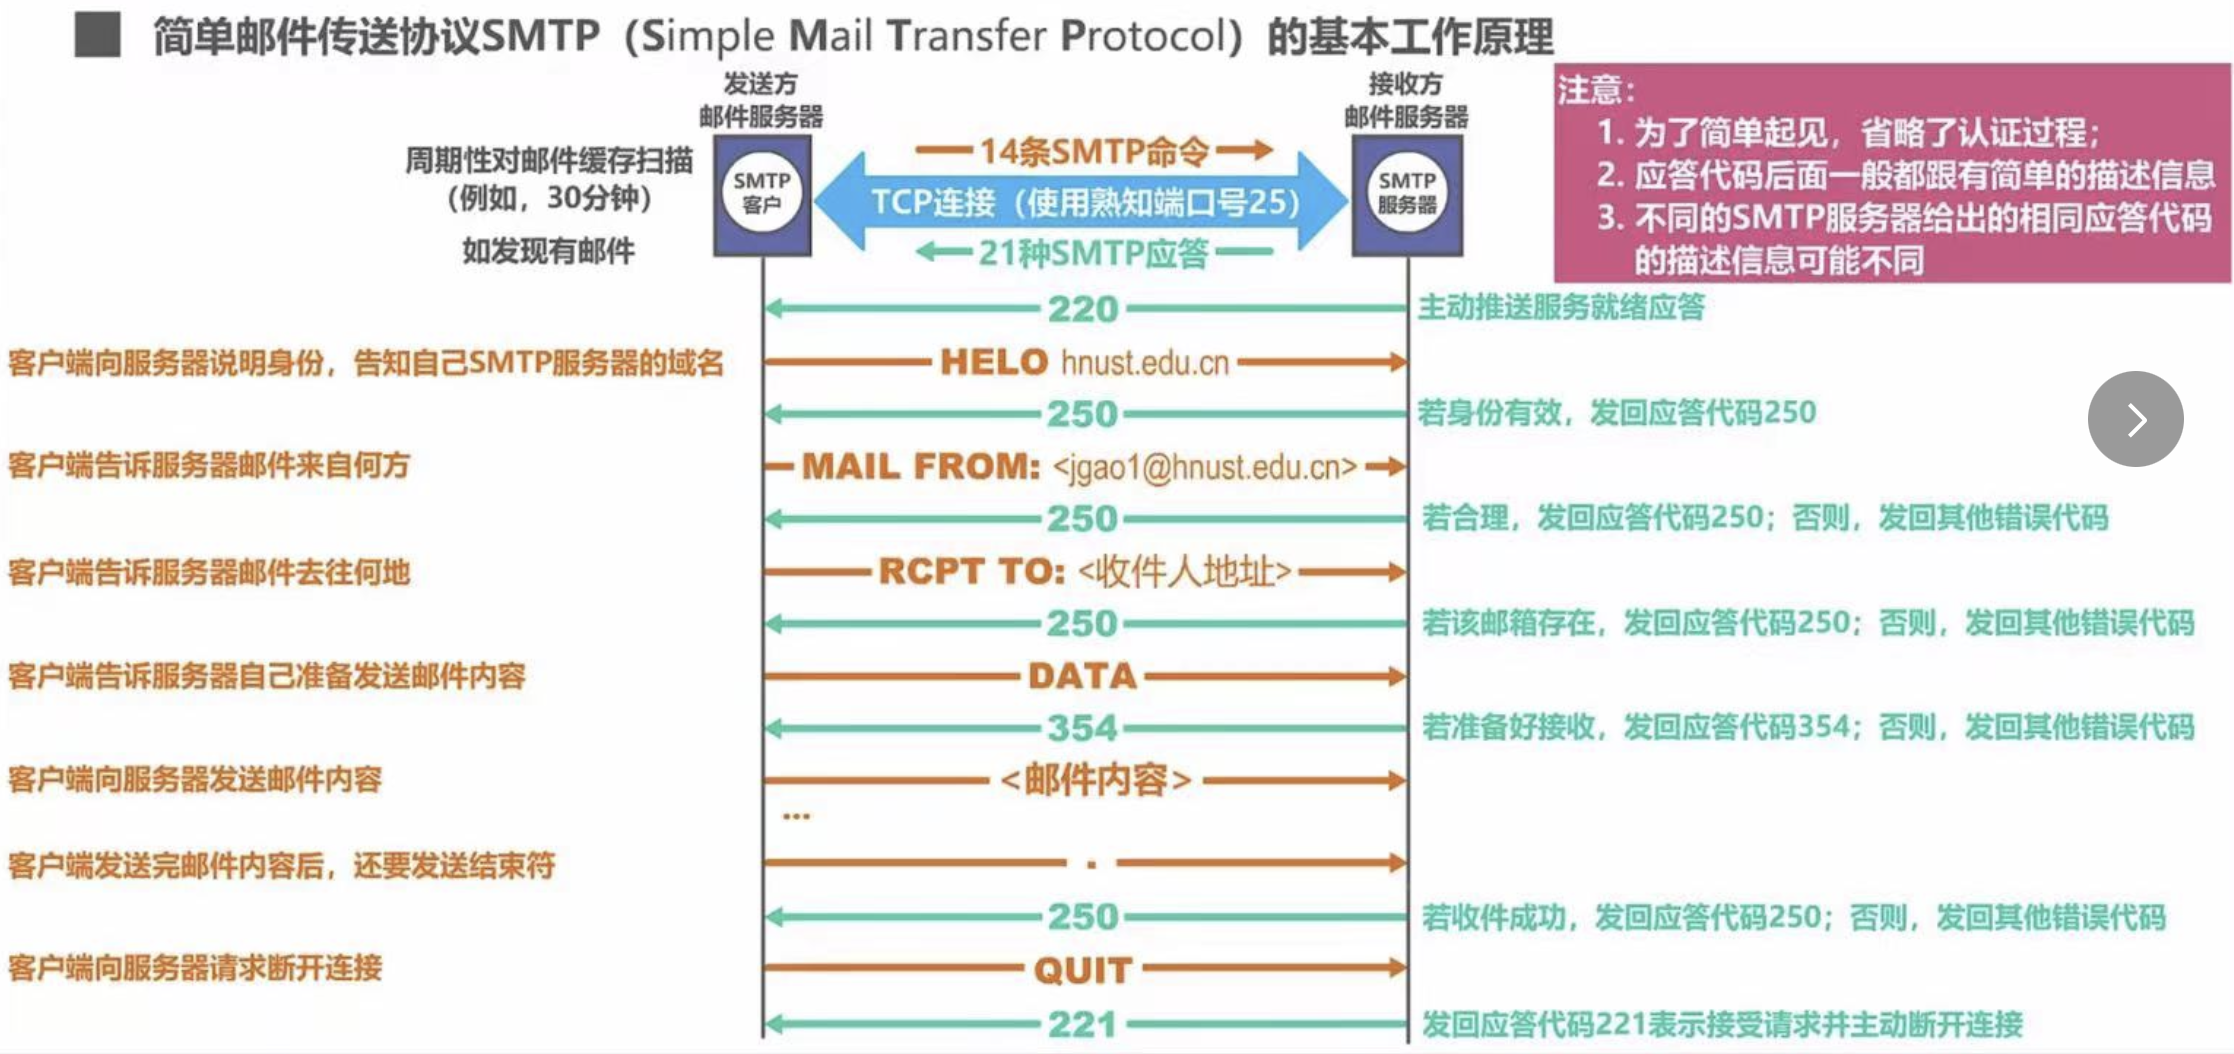 简单邮件传送协议SMTP（Simple Mail Transfer Protocol）的基本工作原理
发送方
邮件服务器
接收方
邮件服务器
注意：
1. 为了简单起见，省略了认证过程；
2. 应答代码后面一般都跟有简单的描述信息
3. 不同的SMTP服务器给出的相同应答代码
的描述信息可能不同
周期性对邮件缓存扫描
（例如，30分钟）
如发现有邮件
SMTP
客户
14条SMTP命令
TCP连接（使用熟知端口号25）
21种SMTP应答
SMTP
服务器
220
主动推送服务就绪应答
客户端向服务器说明身份，告知自己SMTP服务器的域名
HELO hnust.edu.cn
250
若身份有效，发回应答代码250
客户端告诉服务器邮件来自何方
MAIL FROM: <jgao1@hnust.edu.cn>
250
若合理，发回应答代码250；否则，发回其他错误代码
客户端告诉服务器邮件去往何地
RCPT TO: <收件人地址>
250
若该邮箱存在，发回应答代码250；否则，发回其他错误代码
客户端告诉服务器自己准备发送邮件内容
DATA
354
若准备好接收，发回应答代码354；否则，发回其他错误代码
客户端向服务器发送邮件内容
<邮件内容>
...
客户端发送完邮件内容后，还要发送结束符
.
250
若收件成功，发回应答代码250；否则，发回其他错误代码
客户端向服务器请求断开连接
QUIT
221
发回应答代码221表示接受请求并主动断开连接